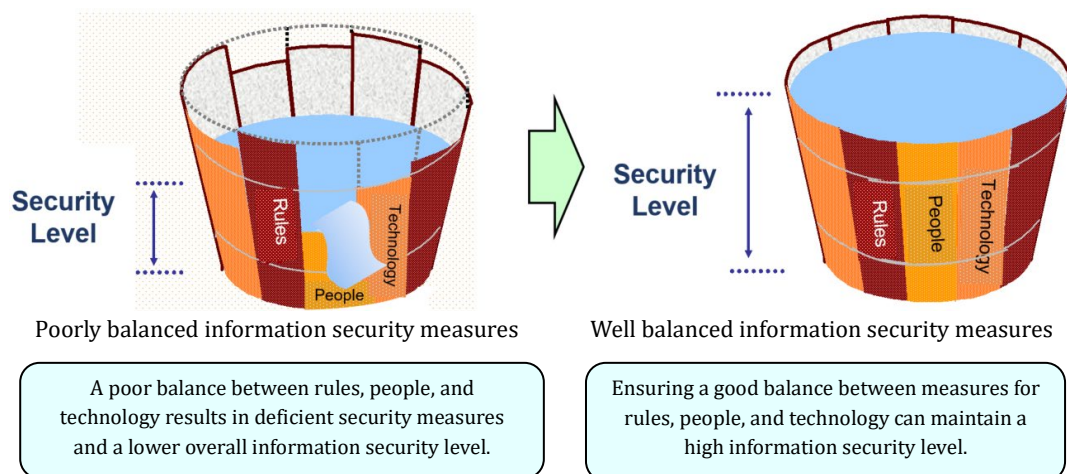 Security
Level
Rules
People
Technology
Poorly balanced information security measures
A poor balance between rules, people, and
technology results in deficient security measures
and a lower overall information security level.
Security
Level
Rules
People
Technology
Well balanced information security measures
Ensuring a good balance between measures for
rules, people, and technology can maintain a
high information security level.